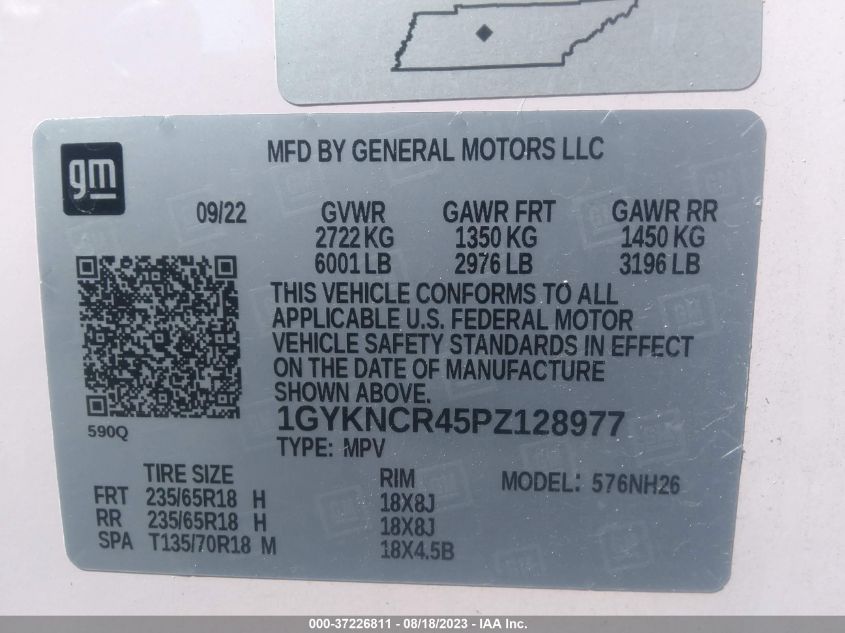 gm
MFD BY GENERAL MOTORS LLC
09/22 GVWR GAWR FRT GAWR RR
2722 KG 1350 KG 1450 KG
6001 LB 2976 LB 3196 LB
THIS VEHICLE CONFORMS TO ALL
APPLICABLE U.S. FEDERAL MOTOR
VEHICLE SAFETY STANDARDS IN EFFECT
ON THE DATE OF MANUFACTURE
SHOWN ABOVE.
590Q
1GYKNCR45PZ128977
TYPE: MPV
TIRE SIZE RIM MODEL: 576NH26
FRT 235/65R18 H 18X8J
RR 235/65R18 H 18X8J
SPA T135/70R18 M 18X4.5B
000-37226811 - 08/18/2023 - IAA Inc.